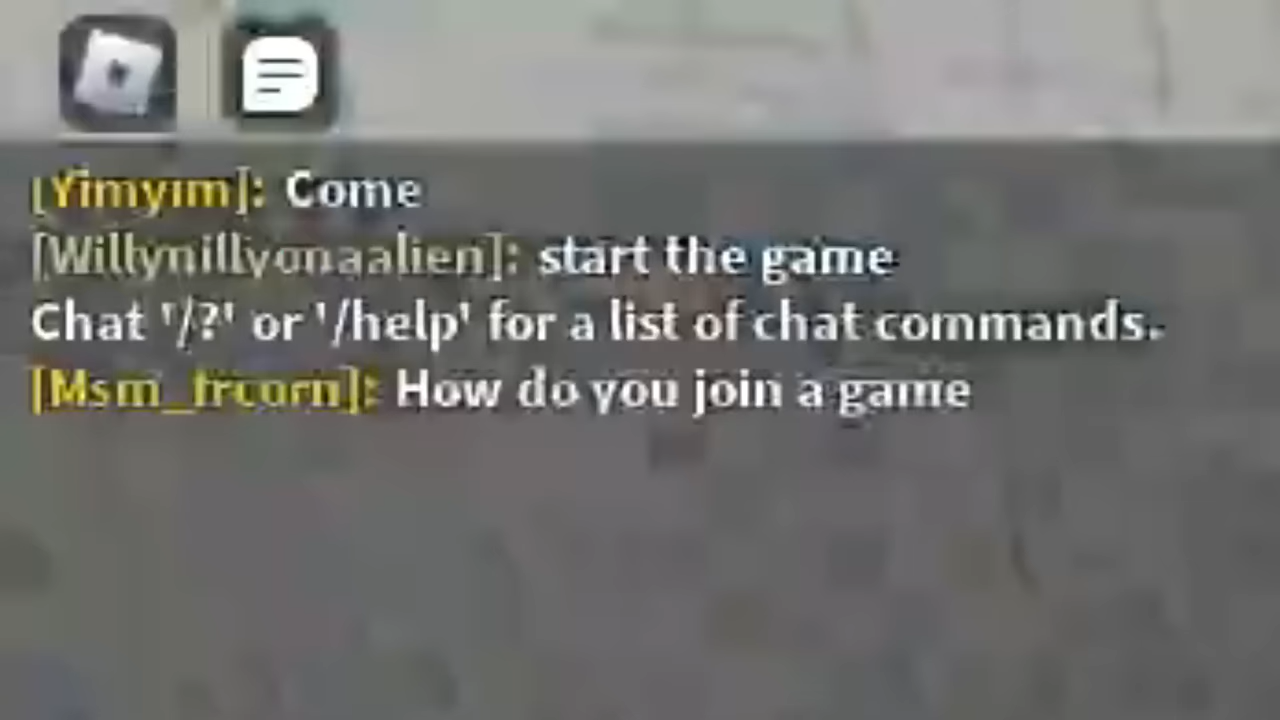 [Yimyim]: Come
[Willynillyonaalien]: start the game
Chat '/?' or '/help' for a list of chat commands.
How do you join a game